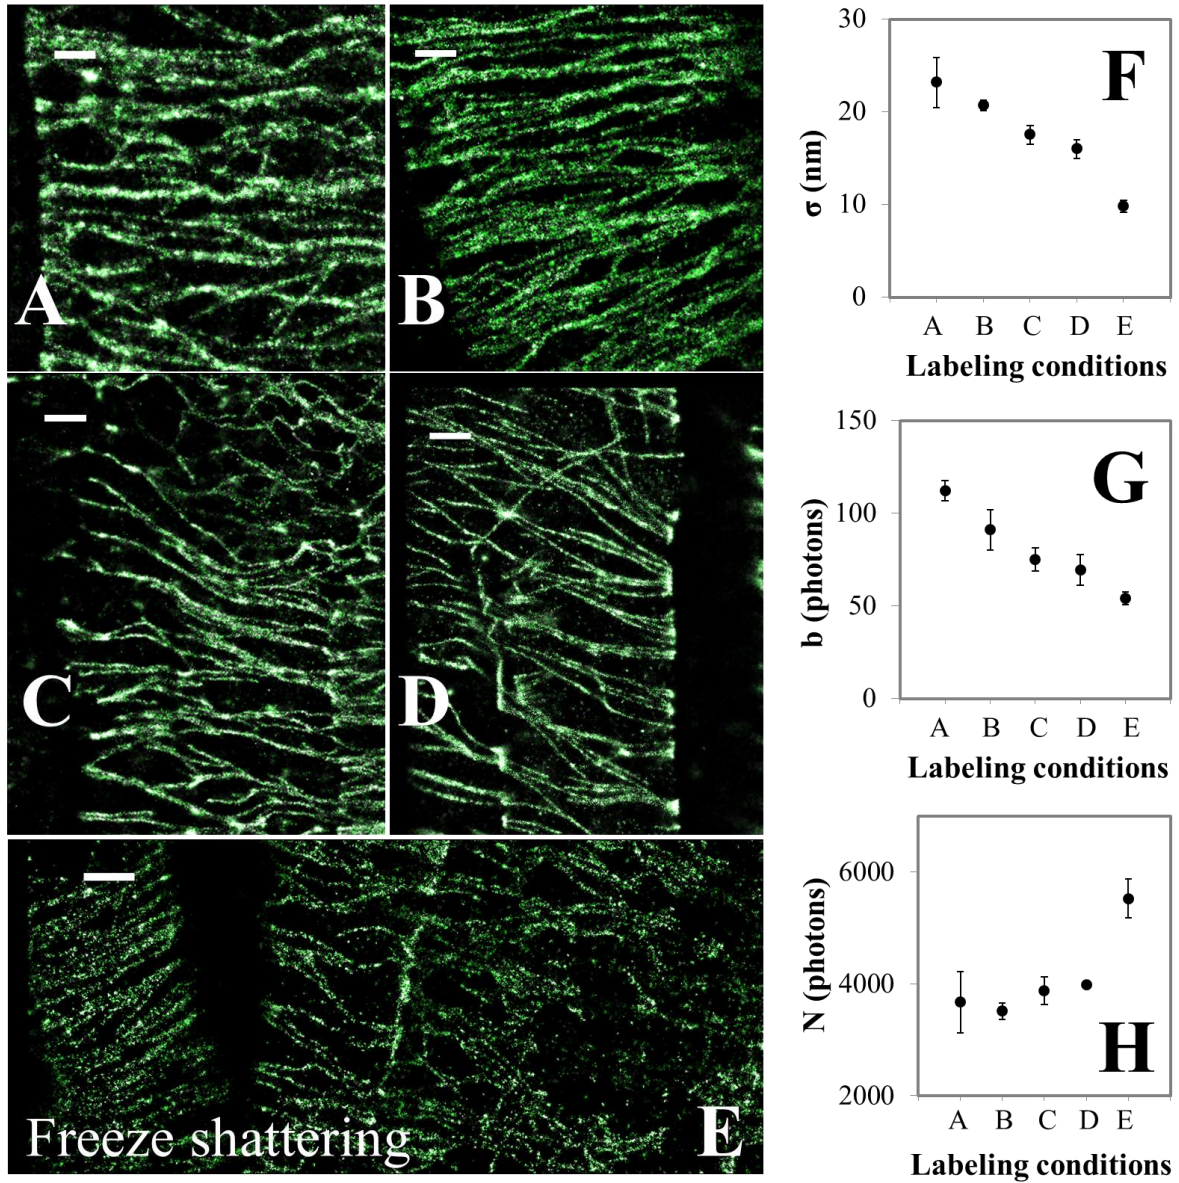 A
B
C
D
Freeze shattering
E
30
20
10
0
σ (nm)
F
A B C D E
Labeling conditions
150
100
50
0
b (photons)
G
A B C D E
Labeling conditions
6000
4000
2000
N (photons)
H
A B C D E
Labeling conditions